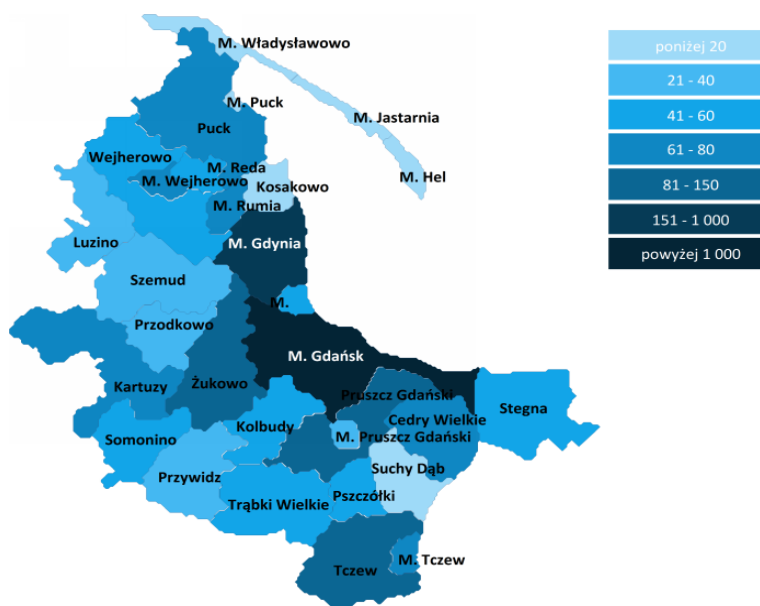 M. Władysławowo
M. Puck
M. Jastarnia
Puck
Wejherowo
M. Reda
M. Wejherowo
M. Hel
Kosakowo
M. Rumia
Luzino
M. Gdynia
Szemud
M.
Przodkowo
M. Gdańsk
Kartuzy
Żukowo
Pruszcz Gdański
Stegna
Cedry Wielkie
Kolbudy
M. Pruszcz Gdański
Somonino
Suchy Dąb
Przywidz
Pszczółki
Trąbki Wielkie
M. Tczew
Tczew
poniżej 20
21 - 40
41 - 60
61 - 80
81 - 150
151 - 1 000
powyżej 1 000